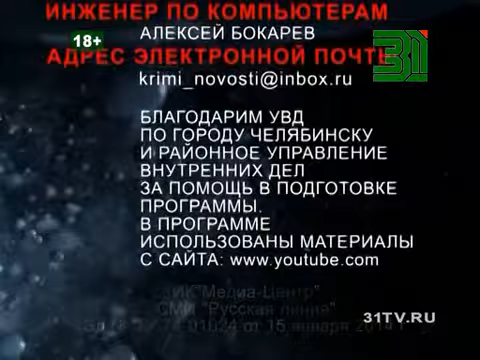 ИНЖЕНЕР ПО КОМПЬЮТЕРАМ
18+
АЛЕКСЕЙ БОКАРЕВ
31
АДРЕС ЭЛЕКТРОННОЙ ПОЧТЫ
krimi_novosti@inbox.ru
БЛАГОДАРИМ УВД
ПО ГОРОДУ ЧЕЛЯБИНСКУ
И РАЙОННОЕ УПРАВЛЕНИЕ
ВНУТРЕННИХ ДЕЛ
ЗА ПОМОЩЬ В ПОДГОТОВКЕ
ПРОГРАММЫ.
В ПРОГРАММЕ
ИСПОЛЬЗОВАНЫ МАТЕРИАЛЫ
С САЙТА: www.youtube.com
"Медиа-Центр"
СМИ "Русская линия"
31TV.RU
от 15 января 2014 г